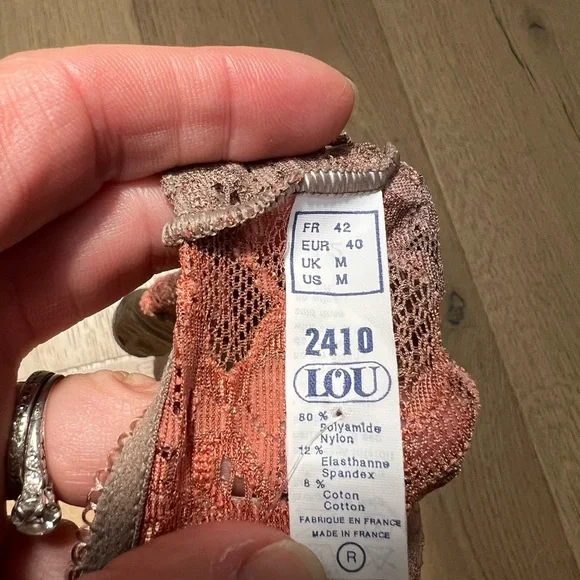 FR 42
EUR 40
UK M
US M
2410
LOU
80 %
Polyamide
Nylon
12 %
Elasthanne
Spandex
8 %
Coton
Cotton
FABRIQUE EN FRANCE
MADE IN FRANCE
R